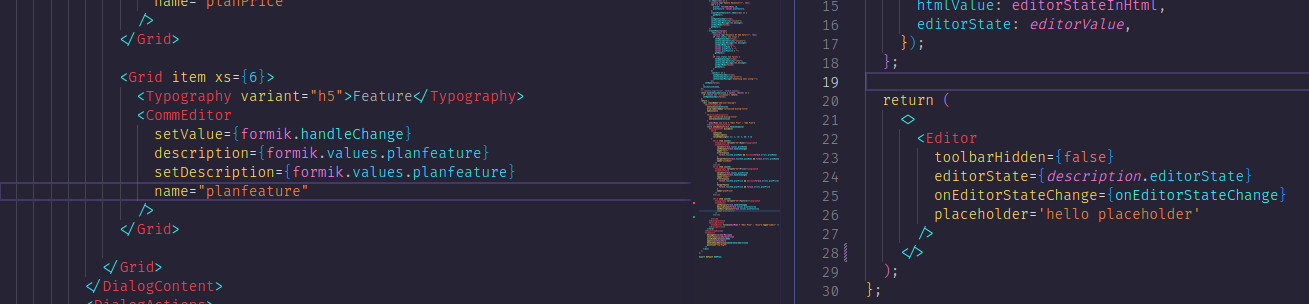 name="planPrice"
/>
</Grid>
<Grid item xs={6}>
<Typography variant="h5">Feature</Typography>
<CommEditor
setValue={formik.handleChange}
description={formik.values.planfeature}
setDescription={formik.values.planfeature}
name="planfeature"
/>
</Grid>
</Grid>
</DialogContent>
<DialogActions>
15 htmlValue: editorStateInHtml,
16 editorState: editorValue,
17 });
18 };
19
20 return (
21 <>
22 <Editor
23 toolbarHidden={false}
24 editorState={description.editorState}
25 onEditorStateChange={onEditorStateChange}
26 placeholder='hello placeholder'
27 />
28 </>
29 );
30 };